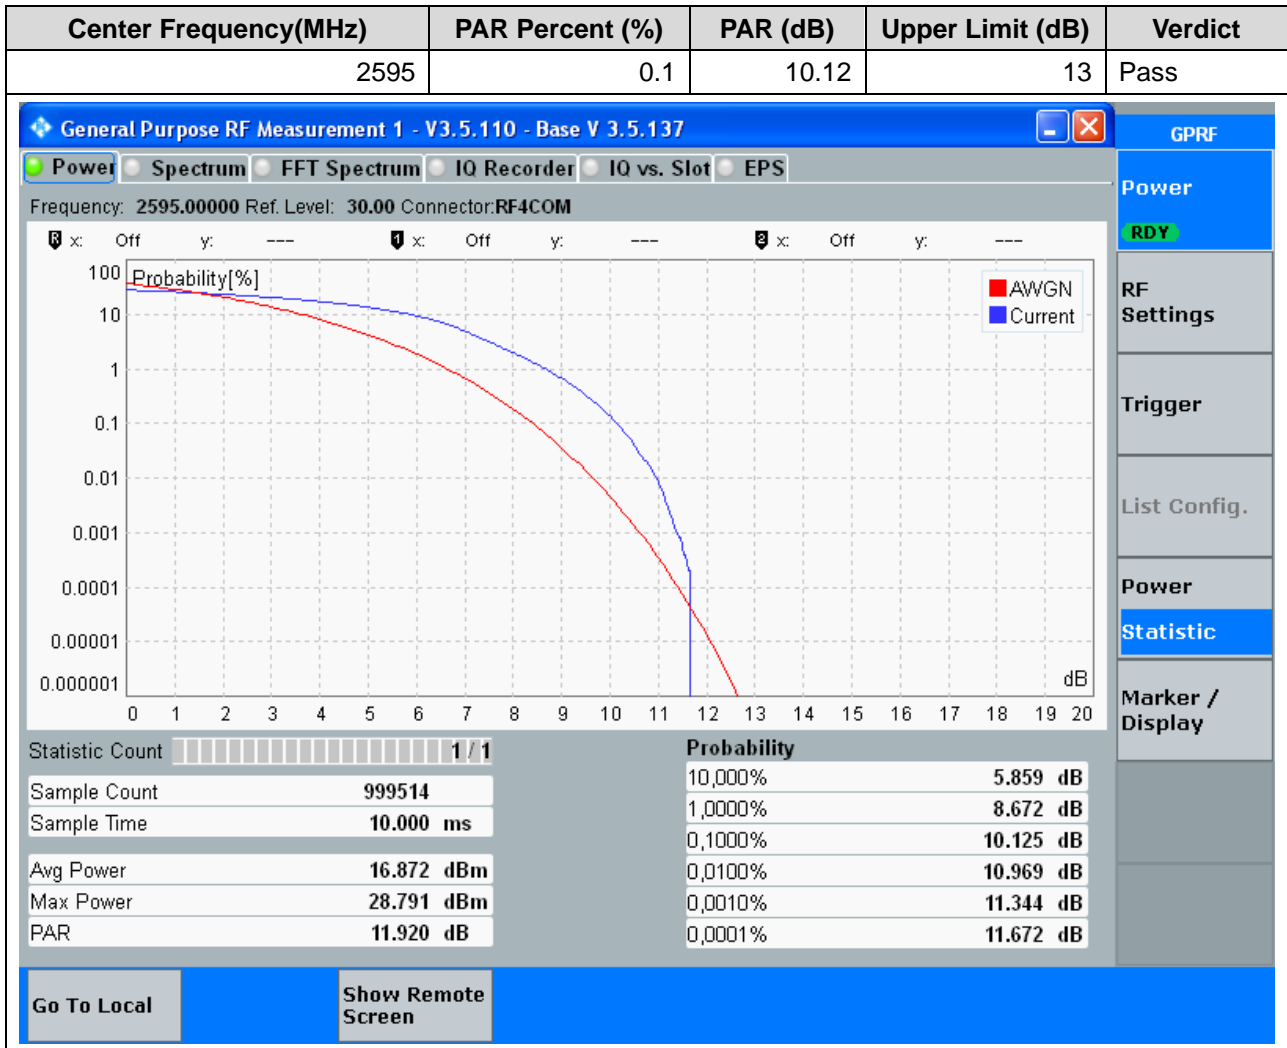 Center Frequency(MHz) PAR Percent (%) PAR (dB) Upper Limit (dB) Verdict
2595 0.1 10.12 13 Pass
General Purpose RF Measurement 1 - V3.5.110 - Base V 3.5.137
GPRF
Power Spectrum FFT Spectrum IQ Recorder IQ vs. Slot EPS
Power
RDY
Frequency: 2595.00000 Ref. Level: 30.00 Connector:RF4COM
R x: Off y: --- 1 x: Off y: --- 2 x: Off y: ---
Probability[%]
AWGN
Current
100
10
1
0.1
0.01
0.001
0.0001
0.00001
0.000001
dB
0 1 2 3 4 5 6 7 8 9 10 11 12 13 14 15 16 17 18 19 20
RF
Settings
Trigger
List Config.
Power
Statistic
Marker /
Display
Statistic Count 1 / 1
Sample Count 999514
Sample Time 10.000 ms
Avg Power 16.872 dBm
Max Power 28.791 dBm
PAR 11.920 dB
Probability
10,000% 5.859 dB
1,0000% 8.672 dB
0,1000% 10.125 dB
0,0100% 10.969 dB
0,0010% 11.344 dB
0,0001% 11.672 dB
Go To Local
Show Remote
Screen